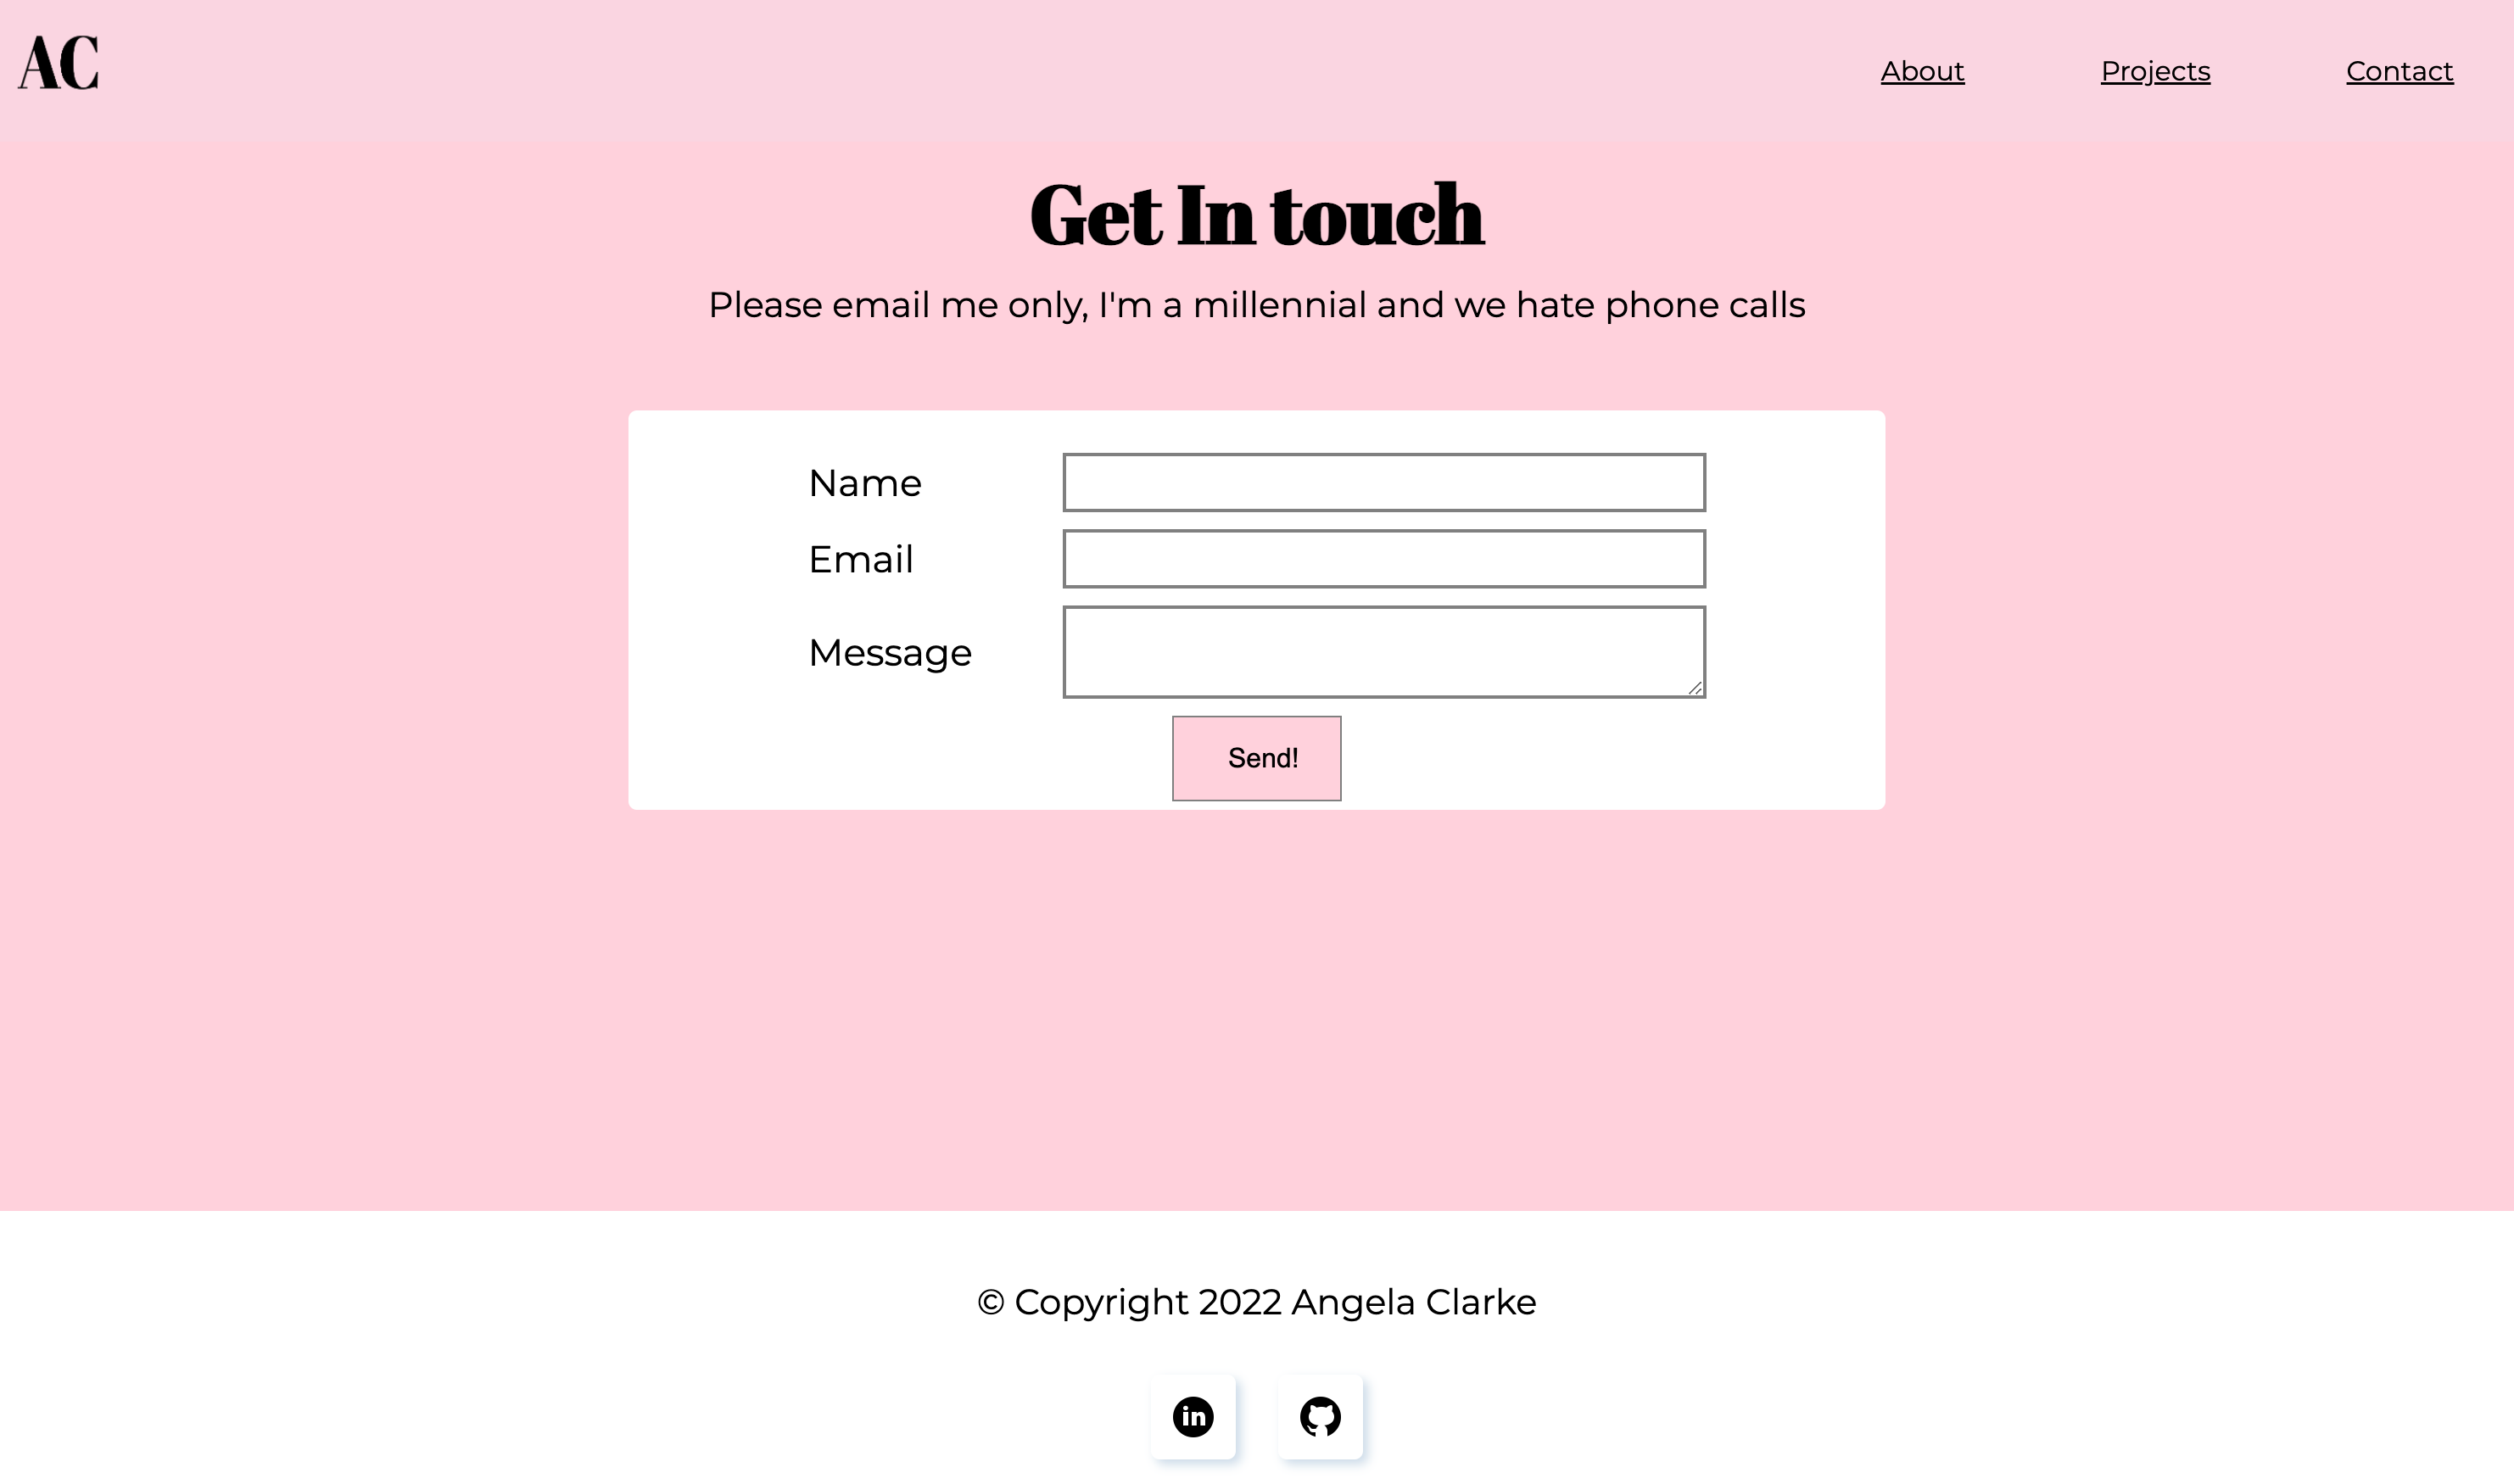 AC
About
Projects
Contact
Get In touch
Please email me only, I'm a millennial and we hate phone calls
Name
Email
Message
Send!
© Copyright 2022 Angela Clarke
in